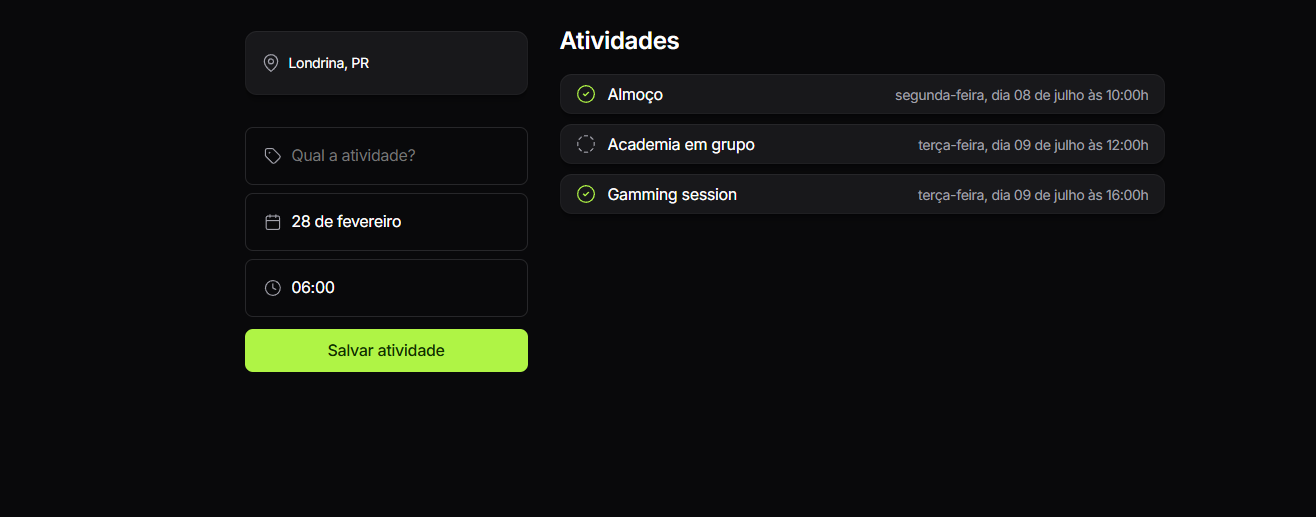 Londrina, PR
Qual a atividade?
28 de fevereiro
06:00
Salvar atividade
Atividades
Almoço segunda-feira, dia 08 de julho às 10:00h
Academia em grupo terça-feira, dia 09 de julho às 12:00h
Gamming session terça-feira, dia 09 de julho às 16:00h